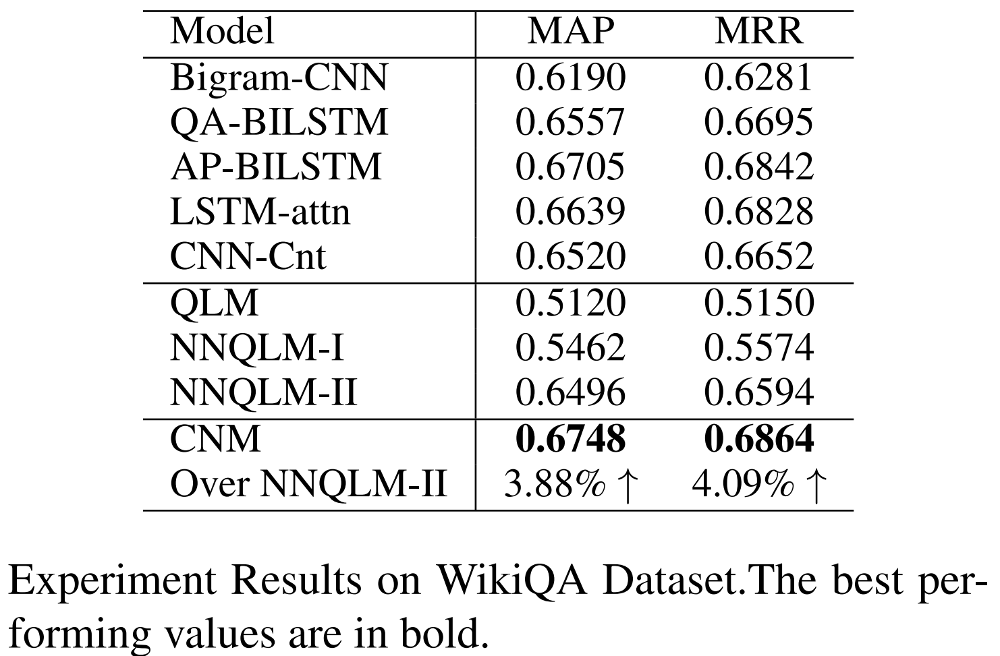 Model MAP MRR
Bigram-CNN 0.6190 0.6281
QA-BILSTM 0.6557 0.6695
AP-BILSTM 0.6705 0.6842
LSTM-attn 0.6639 0.6828
CNN-Cnt 0.6520 0.6652
QLM 0.5120 0.5150
NNQLM-I 0.5462 0.5574
NNQLM-II 0.6496 0.6594
CNM 0.6748 0.6864
Over NNQLM-II 3.88% ↑ 4.09% ↑
Experiment Results on WikiQA Dataset.The best per-
forming values are in bold.